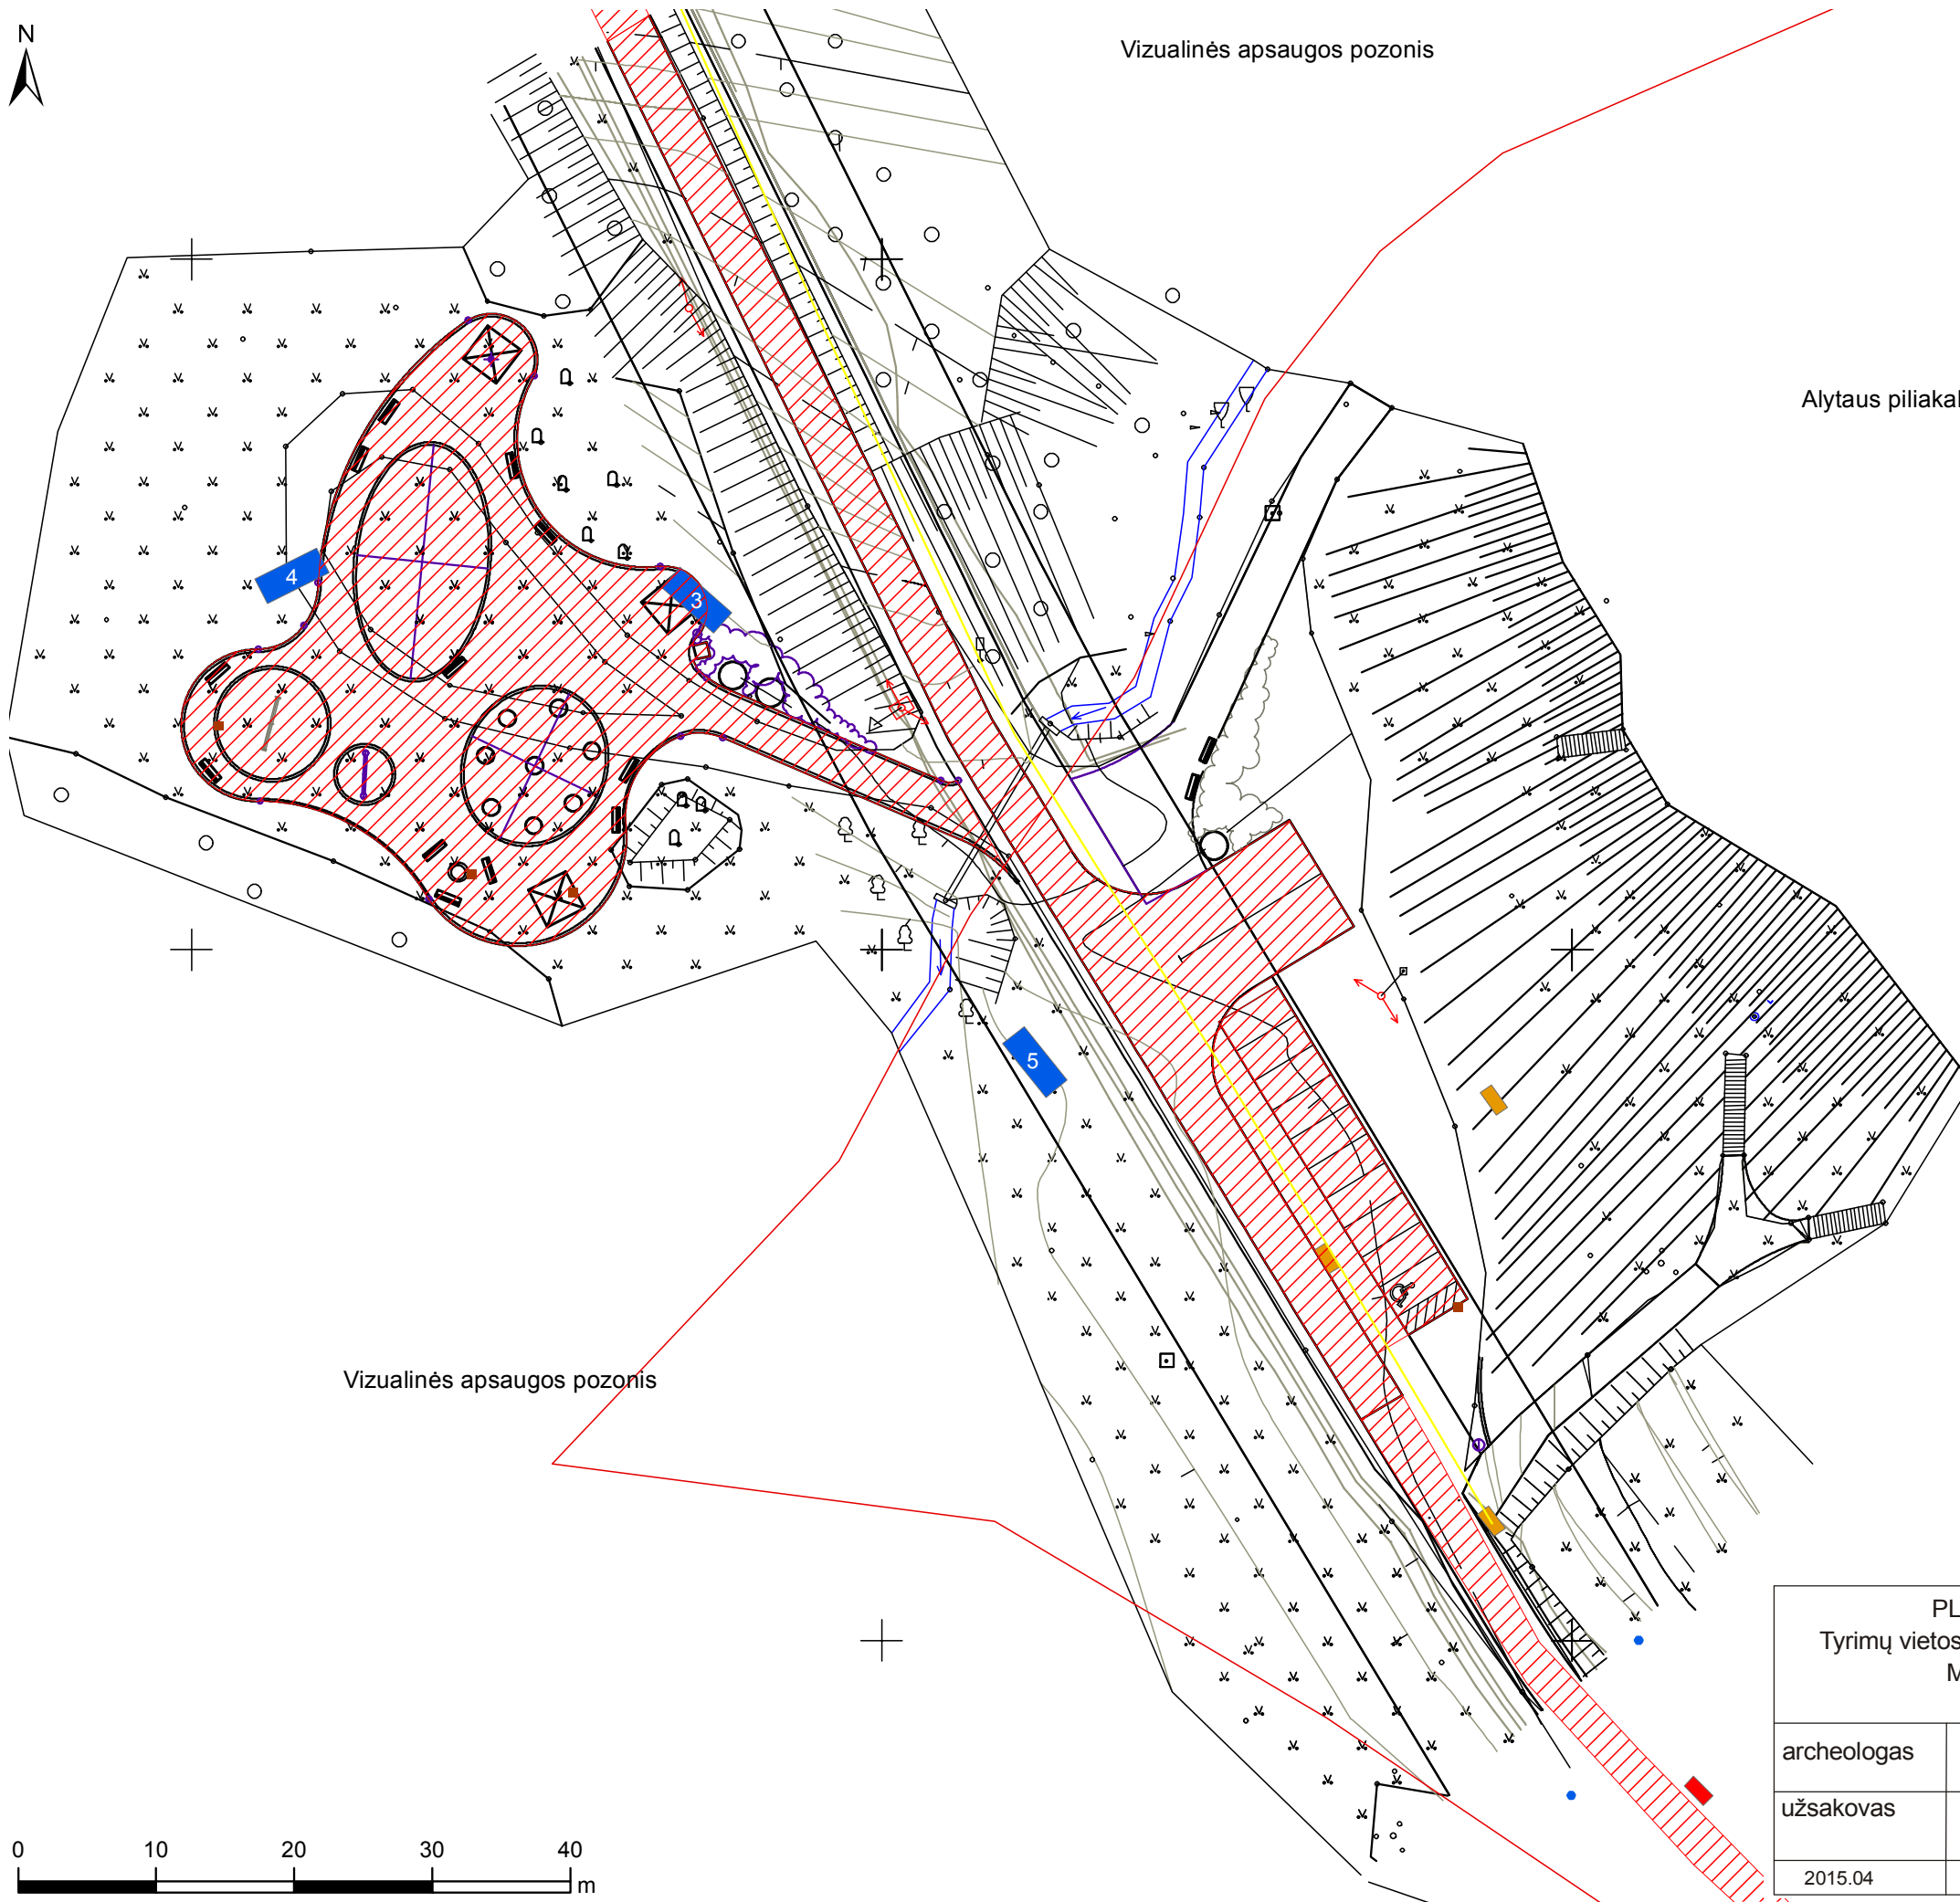 N
Vizualinės apsaugos pozonis
Alytaus piliakal
4
3
5
Vizualinės apsaugos pozonis
PL
Tyrimų vietos
M
archeologas
užsakovas
2015.04
0 10 20 30 40
m